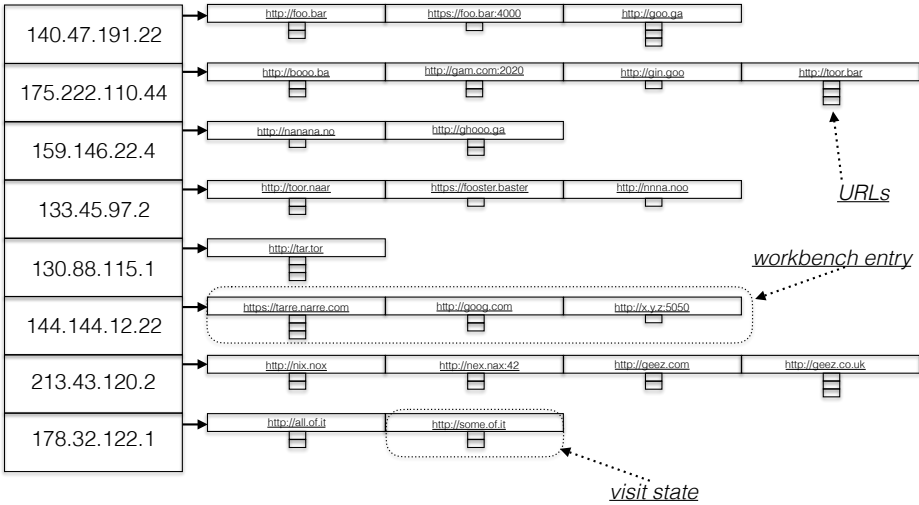 140.47.191.22 http://foo.bar https://foo.bar:4000 http://goo.ga
175.222.110.44 http://booo.ba http://gam.com:2020 http://gin.goo http://toor.bar
159.146.22.4 http://nanana.no http://ghooo.ga
133.45.97.2 http://toor.naar https://fooster.baster http://nnna.noo
URLs
130.88.115.1 http://tar.tor
workbench entry
144.144.12.22 https://tarre.narre.com http://goog.com http://x.y.z:5050
213.43.120.2 http://nix.nox http://nex.nax:42 http://geez.com http://geez.co.uk
178.32.122.1 http://all.of.it http://some.of.it
visit state